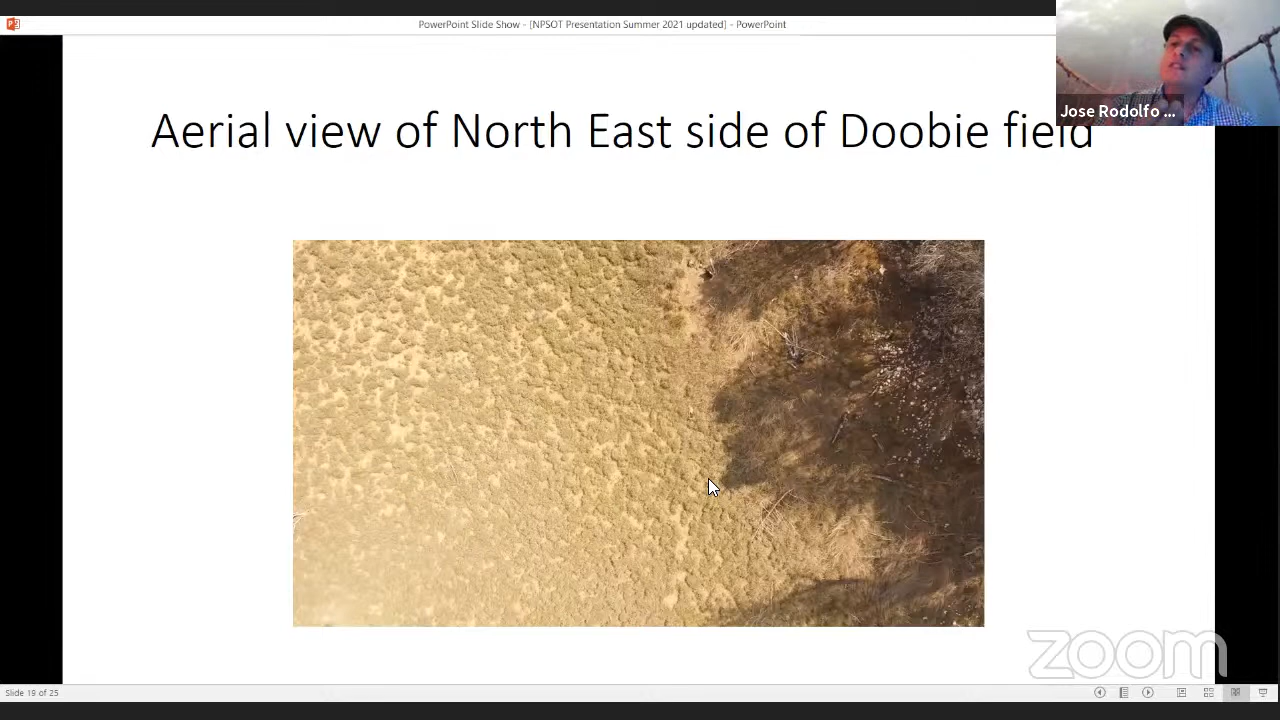 PowerPoint Slide Show - [NPSOT Presentation Summer 2021 updated] - PowerPoint
Jose Rodolfo ...
Aerial view of North East side of Doobie field
zoom
Slide 19 of 25